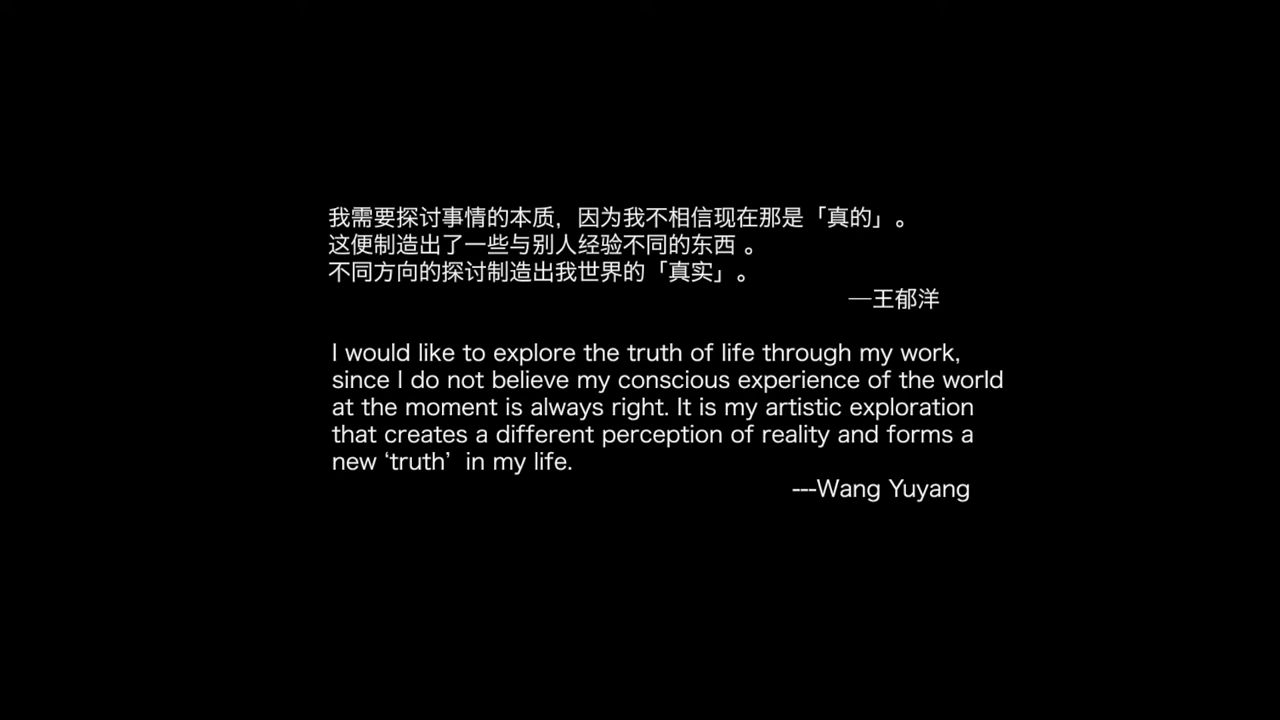 我需要探讨事情的本质，因为我不相信现在那是「真的」。
这便制造出了一些与别人经验不同的东西 。
不同方向的探讨制造出我世界的「真实」。
—王郁洋
I would like to explore the truth of life through my work,
since I do not believe my conscious experience of the world
at the moment is always right. It is my artistic exploration
that creates a different perception of reality and forms a
new ‘truth’ in my life.
---Wang Yuyang